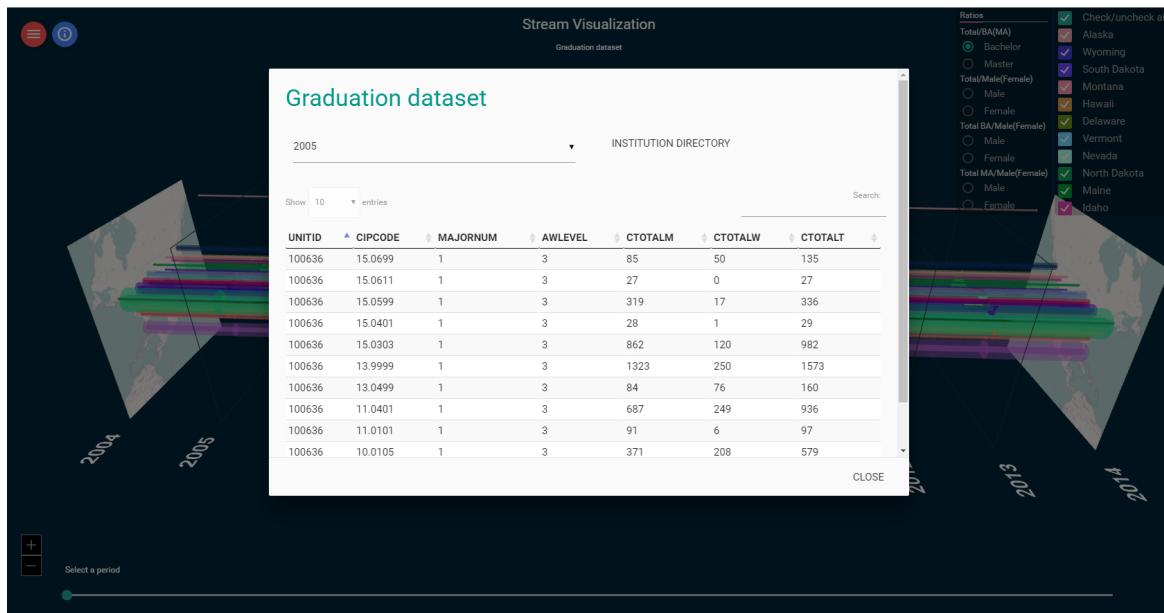 Stream Visualization
Graduation dataset
Ratios
Total/BA(MA)
Bachelor
Master
Total/Male(Female)
Male
Female
Total BA/Male(Female)
Male
Female
Total MA/Male(Female)
Male
Female
Check/uncheck al
Alaska
Wyoming
South Dakota
Montana
Hawaii
Delaware
Vermont
Nevada
North Dakota
Maine
Idaho
Graduation dataset
2005
INSTITUTION DIRECTORY
Show 10 entries
Search:
UNITID CIPCODE MAJORNUM AWLEVEL CTOTALM CTOTALW CTOTALT
100636 15.0699 1 3 85 50 135
100636 15.0611 1 3 27 0 27
100636 15.0599 1 3 319 17 336
100636 15.0401 1 3 28 1 29
100636 15.0303 1 3 862 120 982
100636 13.9999 1 3 1323 250 1573
100636 13.0499 1 3 84 76 160
100636 11.0401 1 3 687 249 936
100636 11.0101 1 3 91 6 97
100636 10.0105 1 3 371 208 579
CLOSE
2004
2005
2013
2014
+
−
Select a period